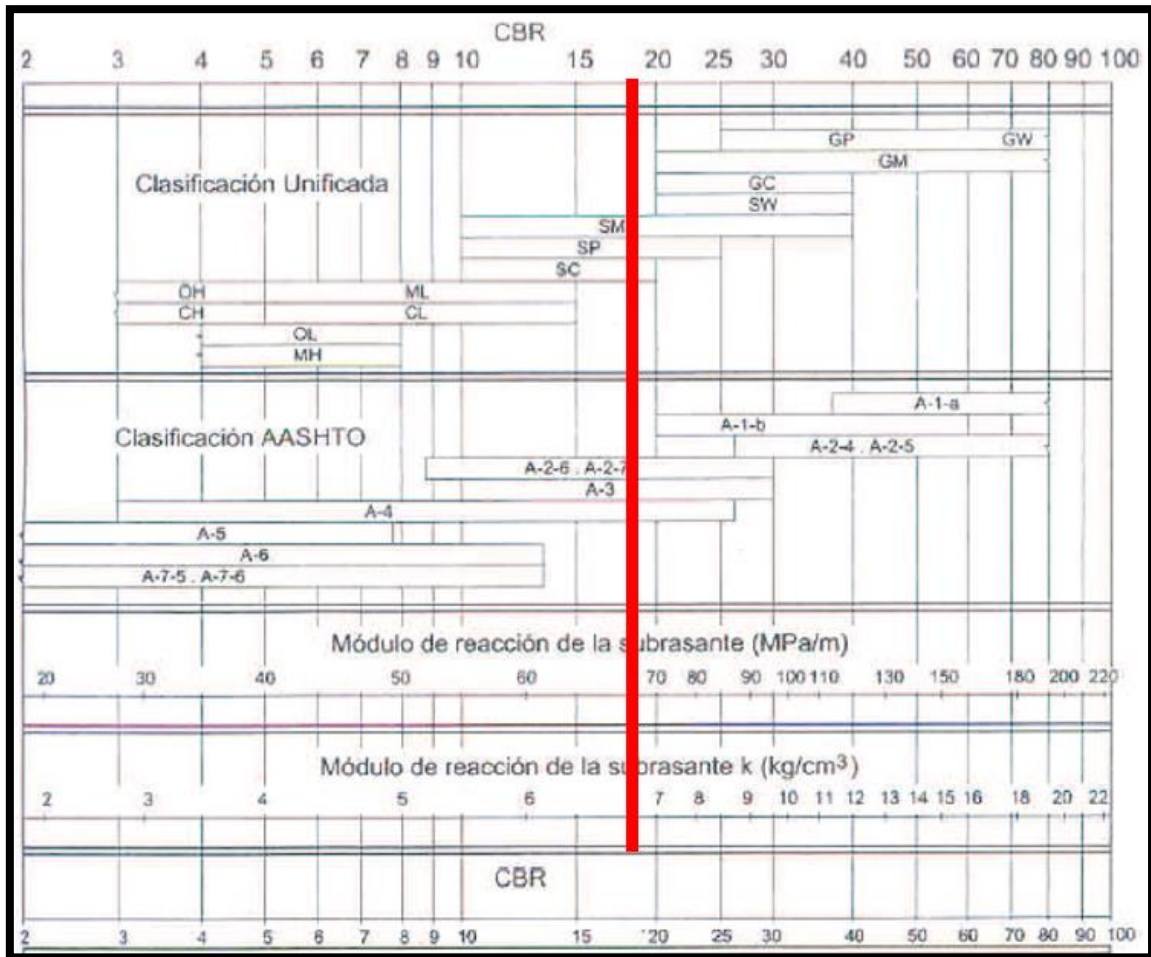 CBR
2 3 4 5 6 7 8 9 10 15 20 25 30 40 50 60 70 80 90 100
GP GW
GM
Clasificación Unificada
GC
SW
SM
SP
SC
OH ML
CH CL
OL
MH
A-1-a
A-1-b
Clasificación AASHTO
A-2-4 . A-2-5
A-2-6 . A-2-7
A-3
A-4
A-5
A-6
A-7-5 . A-7-6
Módulo de reacción de la subrasante (MPa/m)
20 30 40 50 60 70 80 90 100 110 130 150 180 200 220
Módulo de reacción de la subrasante k (kg/cm³)
2 3 4 5 6 7 8 9 10 11 12 13 14 15 16 18 20 22
CBR
2 3 4 5 6 7 8 9 10 15 20 25 30 40 50 60 70 80 90 100